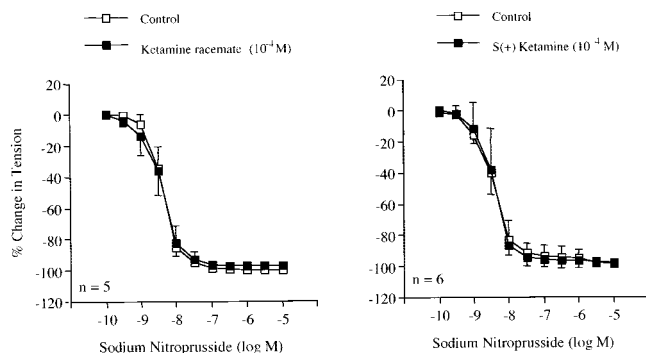 Control
Ketamine racemate (10⁻⁴M)
Control
S(+) Ketamine (10⁻⁴M)
% Change in Tension
20
0
-20
-40
-60
-80
-100
-120
n = 5
-10 -9 -8 -7 -6 -5
Sodium Nitroprusside (log M)
20
0
-20
-40
-60
-80
-100
-120
n = 6
-10 -9 -8 -7 -6 -5
Sodium Nitroprusside (log M)